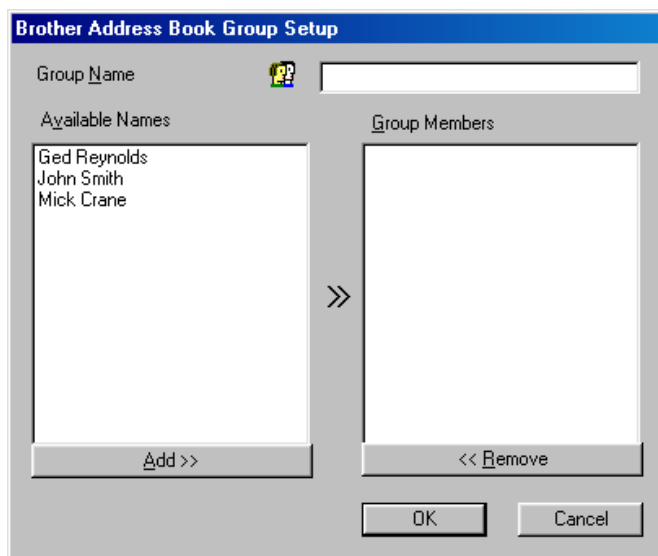 Brother Address Book Group Setup
Group Name
Available Names
Group Members
Ged Reynolds
John Smith
Mick Crane
>>
Add >>
<< Remove
OK
Cancel